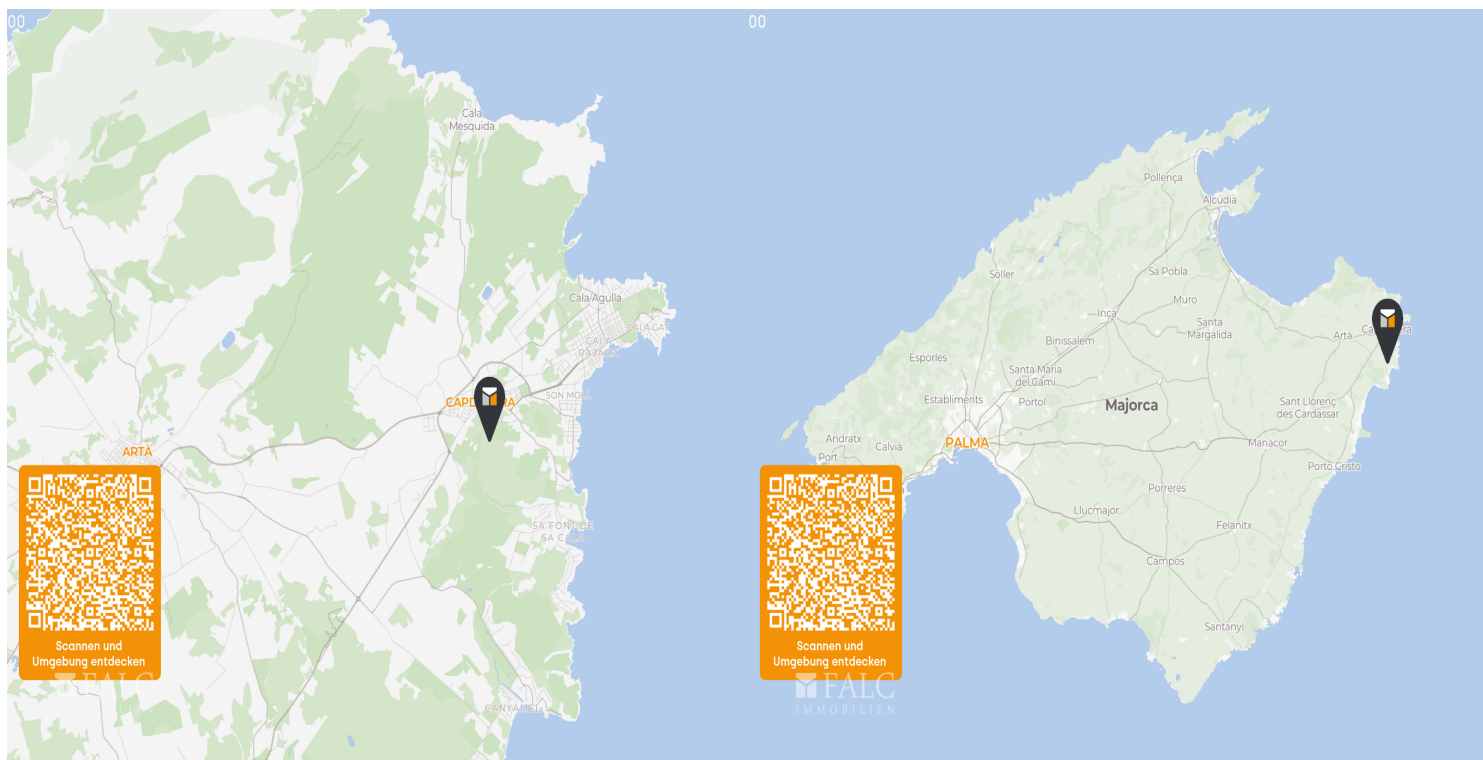 00
Cala
Mesquida
Cala Agulla
CALA GAT
CALA
RAJADA
SON MOLL
ARTÀ
SA FONT DE
SA CALA
CANYAMEL
Scannen und
Umgebung entdecken
FALC
00
Pollença
Alcúdia
Sóller
Sa Pobla
Muro
Inca
Santa
Margalida
Artà
Binissalem
Esporles
Santa Maria
del Camí
Establiments
Pòrtol
Majorca
Sant Llorenç
des Cardassar
Andratx
Calvià
PALMA
Manacor
Port
Porto Cristo
Porreres
Llucmajor
Felanitx
Campos
Santanyí
Scannen und
Umgebung entdecken
FALC
IMMOBILIEN